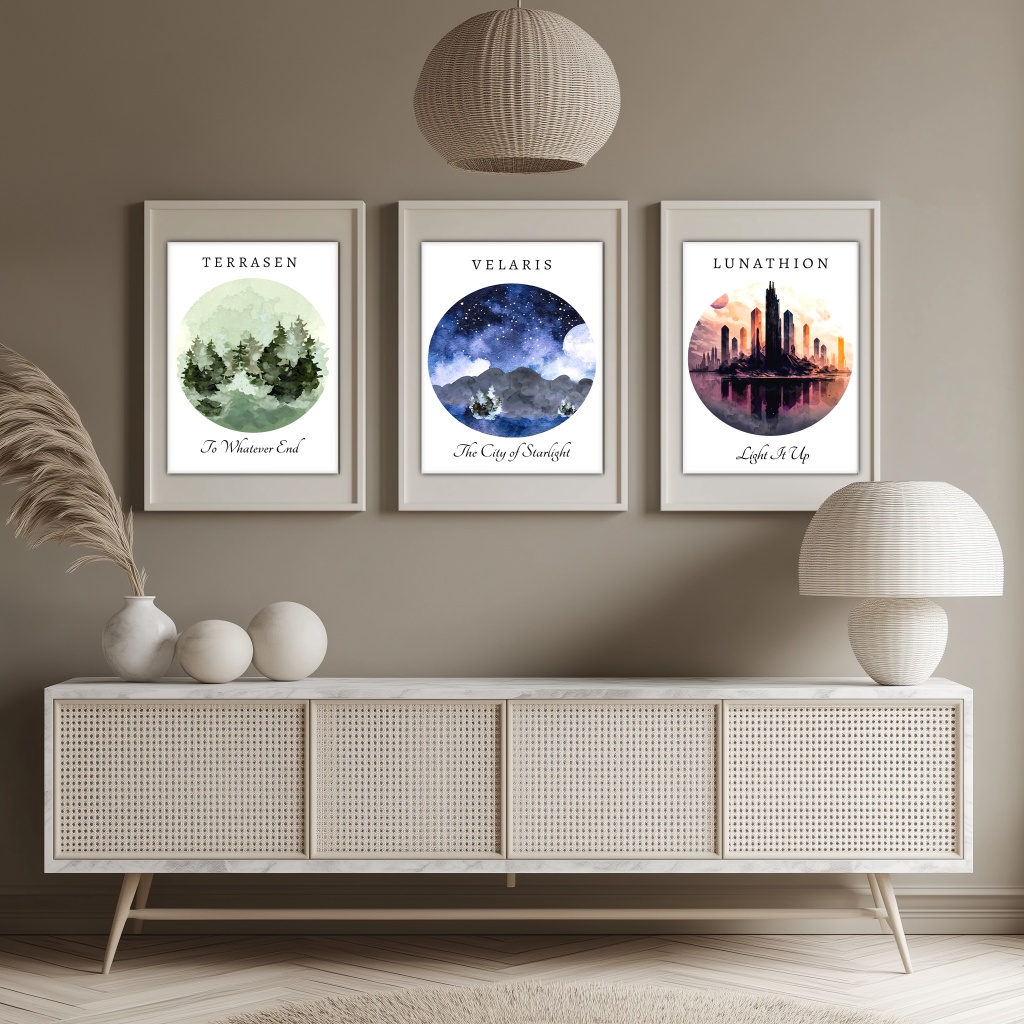 TERRASEN
To Whatever End
VELARIS
The City of Starlight
LUNATHION
Light It Up